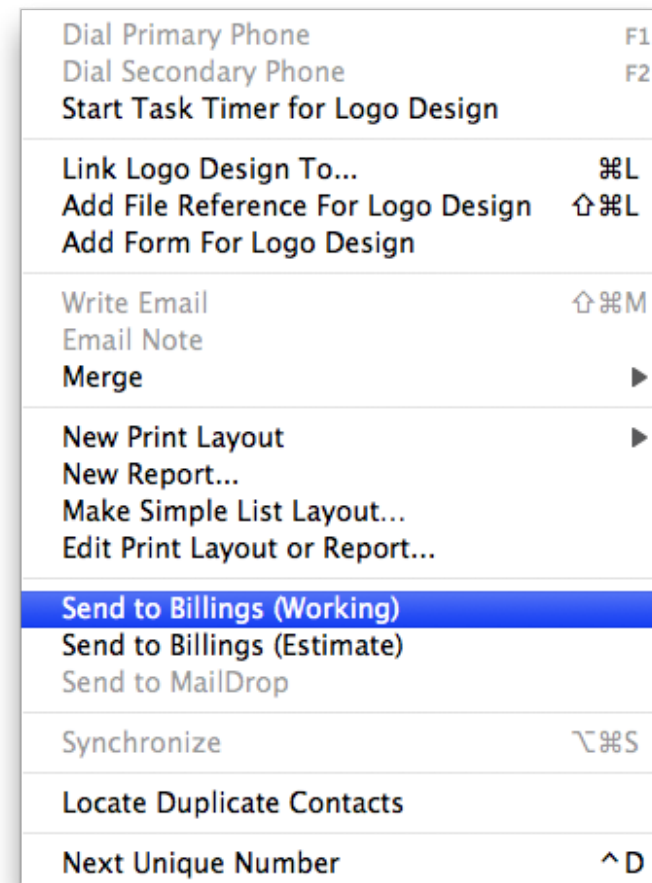 Dial Primary Phone F1
Dial Secondary Phone F2
Start Task Timer for Logo Design
Link Logo Design To... ⌘L
Add File Reference For Logo Design ⇧⌘L
Add Form For Logo Design
Write Email ⇧⌘M
Email Note
Merge ▶
New Print Layout ▶
New Report...
Make Simple List Layout...
Edit Print Layout or Report...
Send to Billings (Working)
Send to Billings (Estimate)
Send to MailDrop
Synchronize ⌥⌘S
Locate Duplicate Contacts
Next Unique Number ^D